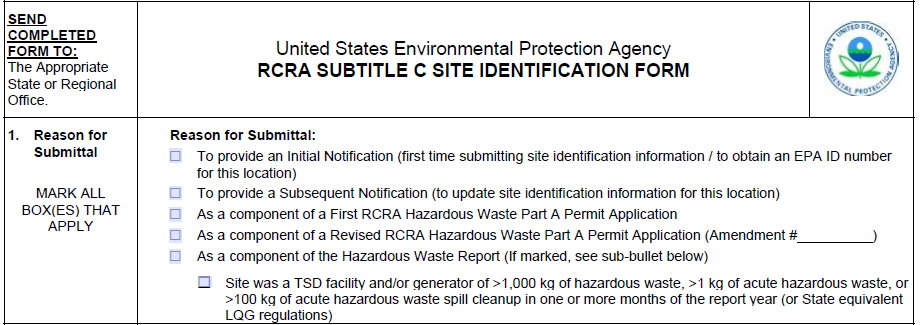 SEND
COMPLETED
FORM TO:
The Appropriate
State or Regional
Office.
United States Environmental Protection Agency
RCRA SUBTITLE C SITE IDENTIFICATION FORM
UNITED STATES
ENVIRONMENTAL PROTECTION AGENCY
1. Reason for
Submittal
MARK ALL
BOX(ES) THAT
APPLY
Reason for Submittal:
To provide an Initial Notification (first time submitting site identification information / to obtain an EPA ID number
for this location)
To provide a Subsequent Notification (to update site identification information for this location)
As a component of a First RCRA Hazardous Waste Part A Permit Application
As a component of a Revised RCRA Hazardous Waste Part A Permit Application (Amendment #__________)
As a component of the Hazardous Waste Report (If marked, see sub-bullet below)
Site was a TSD facility and/or generator of >1,000 kg of hazardous waste, >1 kg of acute hazardous waste, or
>100 kg of acute hazardous waste spill cleanup in one or more months of the report year (or State equivalent
LQG regulations)